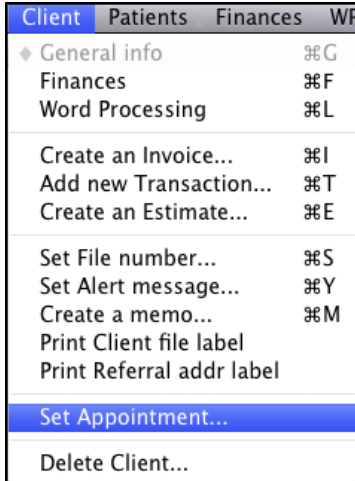 Client Patients Finances WP
♦ General info ⌘G
Finances ⌘F
Word Processing ⌘L
Create an Invoice... ⌘I
Add new Transaction... ⌘T
Create an Estimate... ⌘E
Set File number... ⌘S
Set Alert message... ⌘Y
Create a memo... ⌘M
Print Client file label
Print Referral addr label
Set Appointment...
Delete Client...